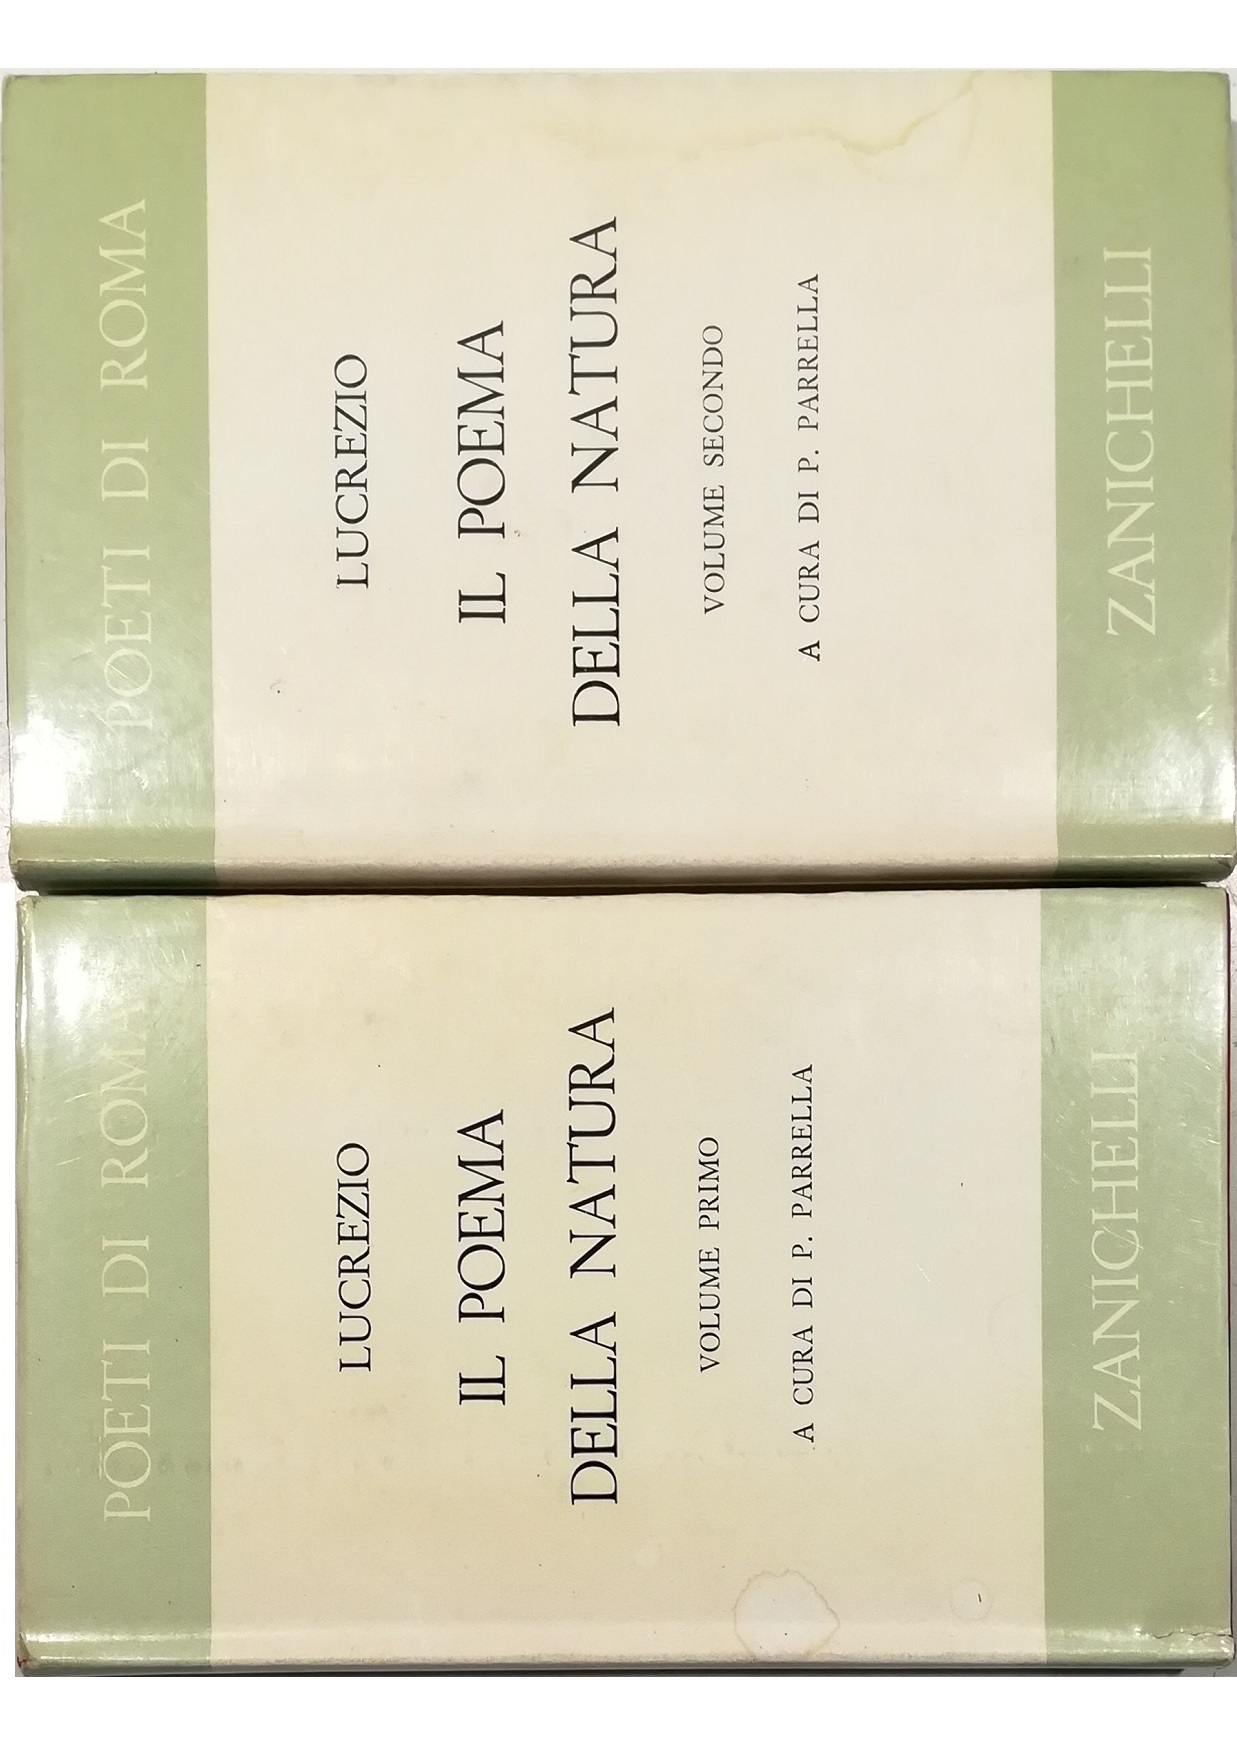 POETI DI ROMA
LUCREZIO
IL POEMA
DELLA NATURA
VOLUME PRIMO
A CURA DI P. PARRELLA
ZANICHELLI
POETI DI ROMA
LUCREZIO
IL POEMA
DELLA NATURA
VOLUME SECONDO
A CURA DI P. PARRELLA
ZANICHELLI